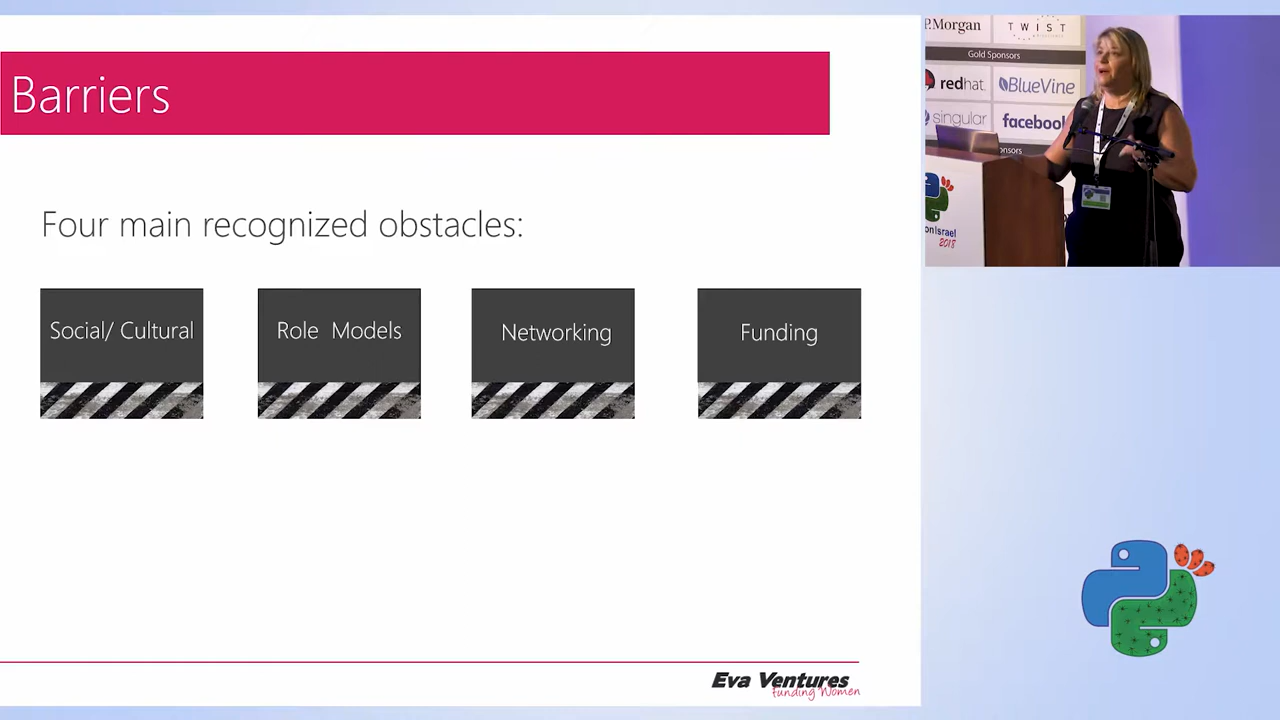 Barriers
Four main recognized obstacles:
Social/ Cultural
Role Models
Networking
Funding
Eva Ventures
Funding Women
P.Morgan
TWIST
Gold Sponsors
redhat.
BlueVine
singular
facebook
onsors
onIsrael
2018